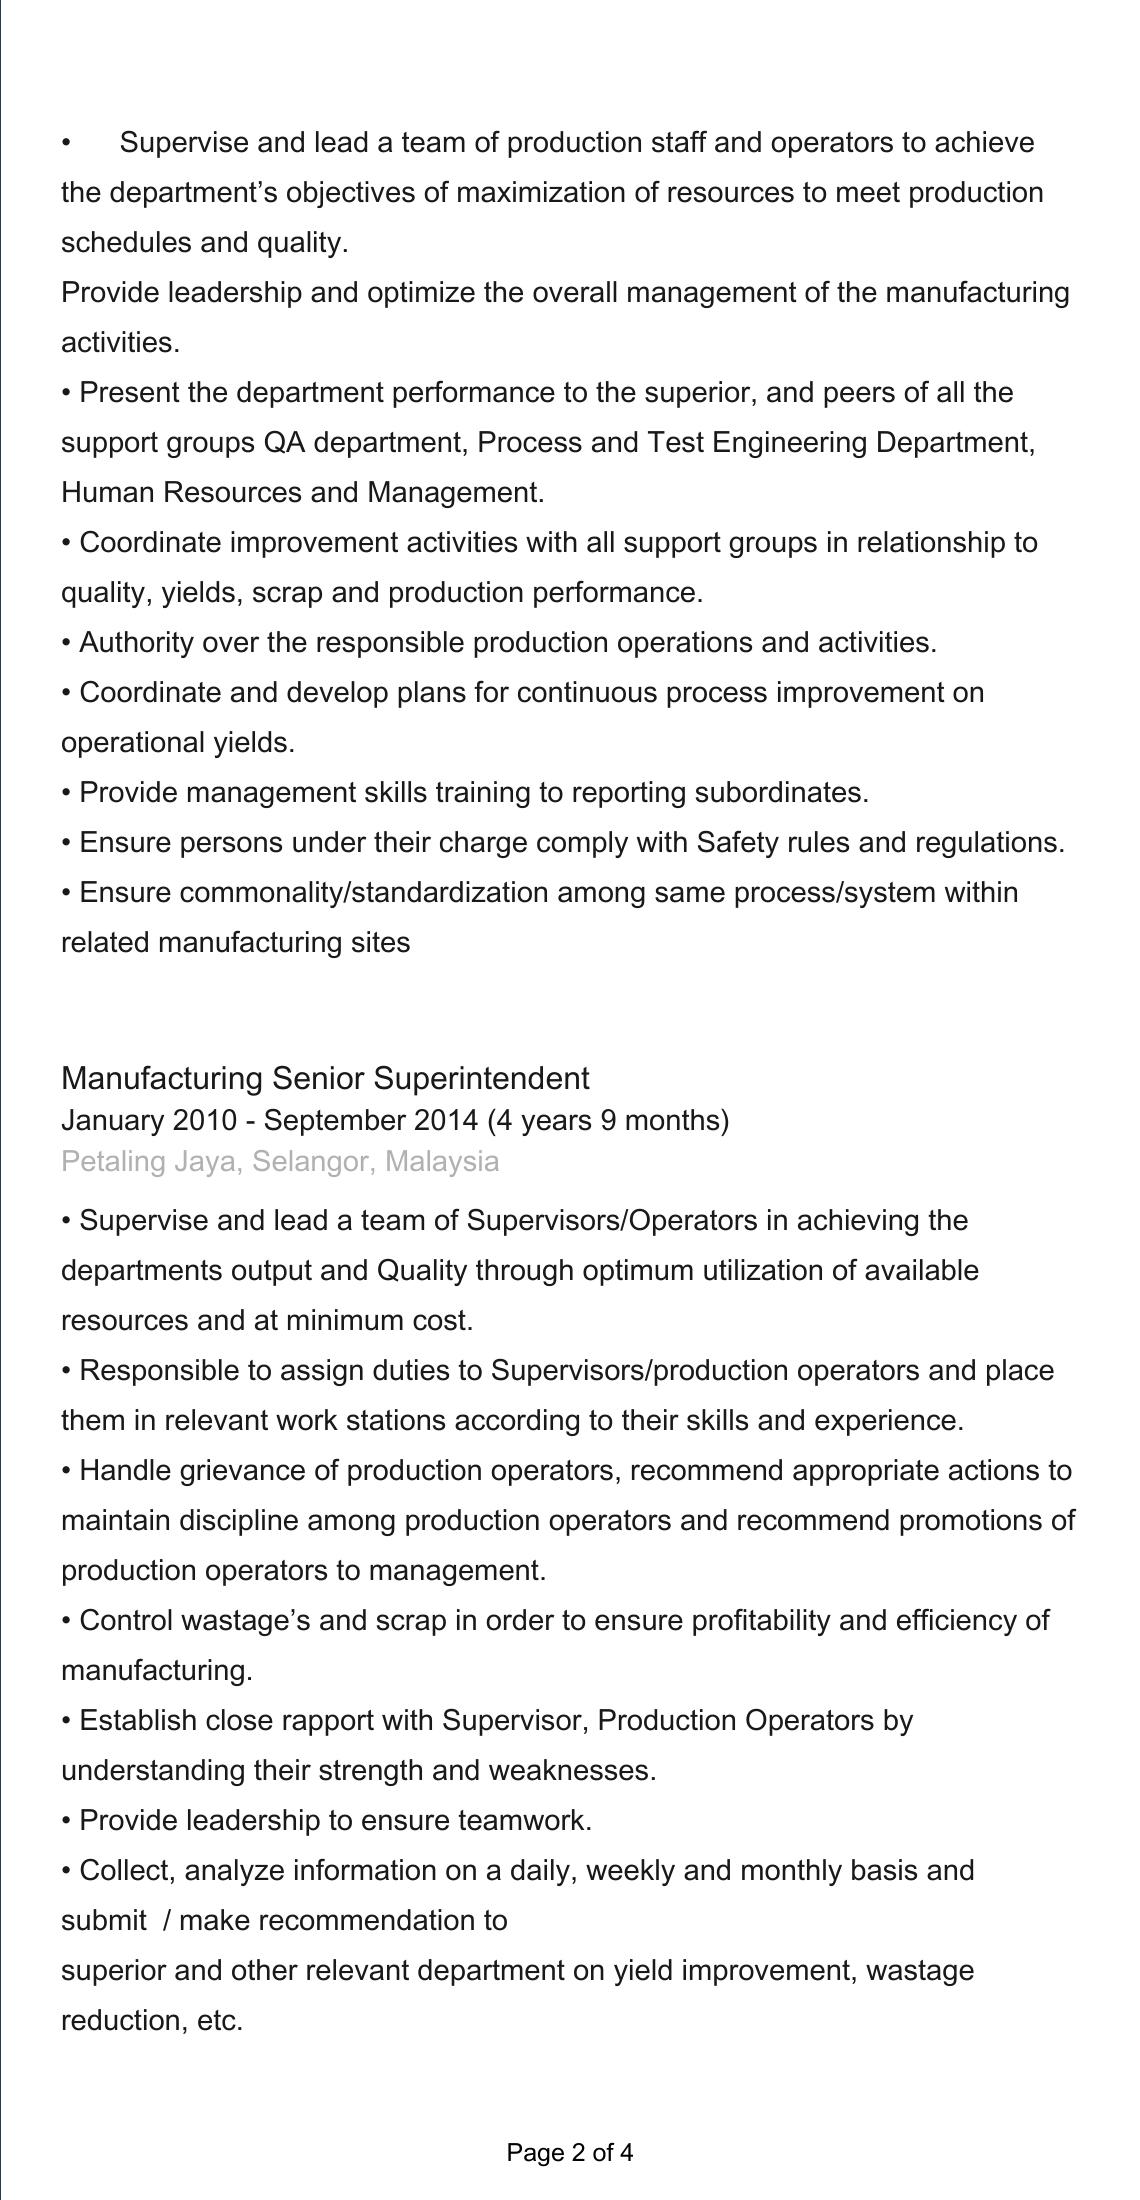 •      Supervise and lead a team of production staff and operators to achieve
the department’s objectives of maximization of resources to meet production
schedules and quality.
Provide leadership and optimize the overall management of the manufacturing
activities.
• Present the department performance to the superior, and peers of all the
support groups QA department, Process and Test Engineering Department,
Human Resources and Management.
• Coordinate improvement activities with all support groups in relationship to
quality, yields, scrap and production performance.
• Authority over the responsible production operations and activities.
• Coordinate and develop plans for continuous process improvement on
operational yields.
• Provide management skills training to reporting subordinates.
• Ensure persons under their charge comply with Safety rules and regulations.
• Ensure commonality/standardization among same process/system within
related manufacturing sites
Manufacturing Senior Superintendent
January 2010 - September 2014 (4 years 9 months)
Petaling Jaya, Selangor, Malaysia
• Supervise and lead a team of Supervisors/Operators in achieving the
departments output and Quality through optimum utilization of available
resources and at minimum cost.
• Responsible to assign duties to Supervisors/production operators and place
them in relevant work stations according to their skills and experience.
• Handle grievance of production operators, recommend appropriate actions to
maintain discipline among production operators and recommend promotions of
production operators to management.
• Control wastage’s and scrap in order to ensure profitability and efficiency of
manufacturing.
• Establish close rapport with Supervisor, Production Operators by
understanding their strength and weaknesses.
• Provide leadership to ensure teamwork.
• Collect, analyze information on a daily, weekly and monthly basis and
submit  / make recommendation to
superior and other relevant department on yield improvement, wastage
reduction, etc.
Page 2 of 4